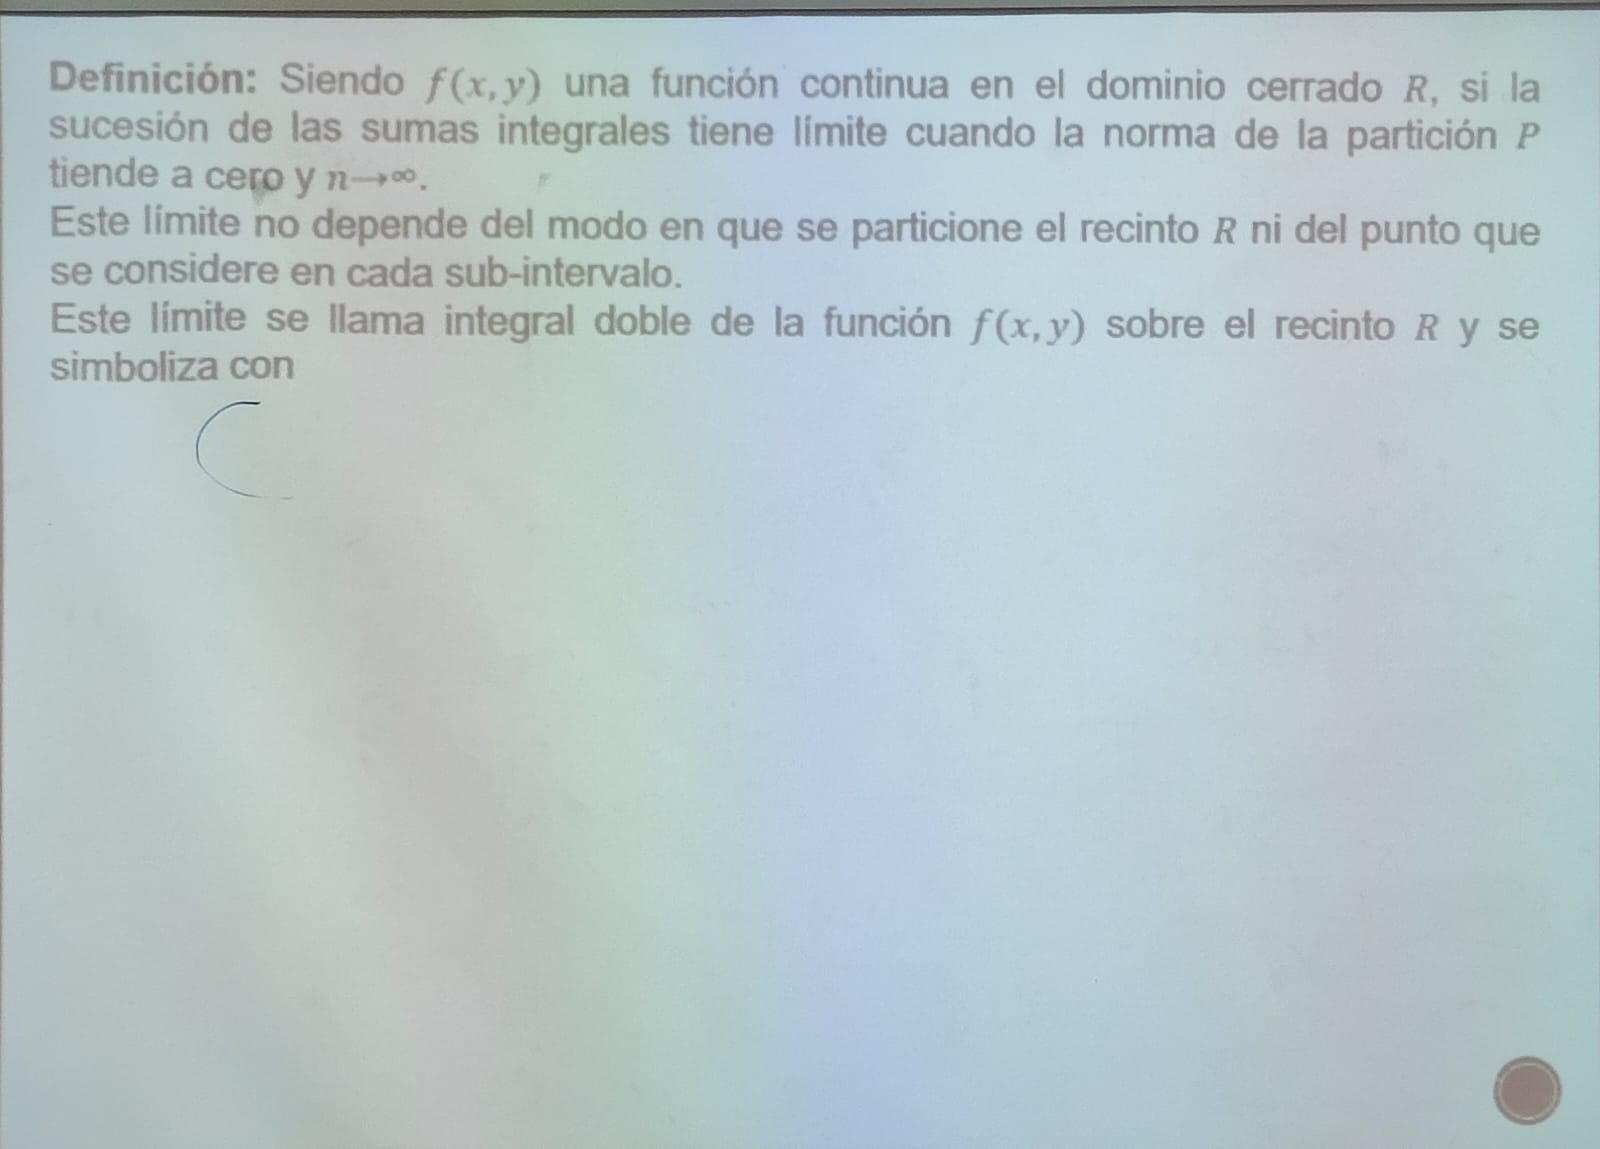 Definición: Siendo f(x,y) una función continua en el dominio cerrado R, si la
sucesión de las sumas integrales tiene límite cuando la norma de la partición P
tiende a cero y n→∞.
Este límite no depende del modo en que se particione el recinto R ni del punto que
se considere en cada sub-intervalo.
Este límite se llama integral doble de la función f(x,y) sobre el recinto R y se
simboliza con